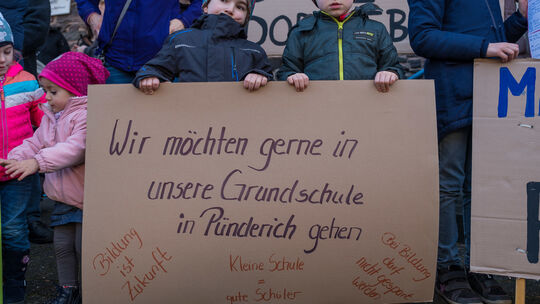 Wir möchten gerne in
unsere Grundschule
in Pünderich gehen
Bildung
ist
Zukunft
Kleine Schule
=
gute Schüler
Bei Bildung
darf
nicht gespart
werden
M